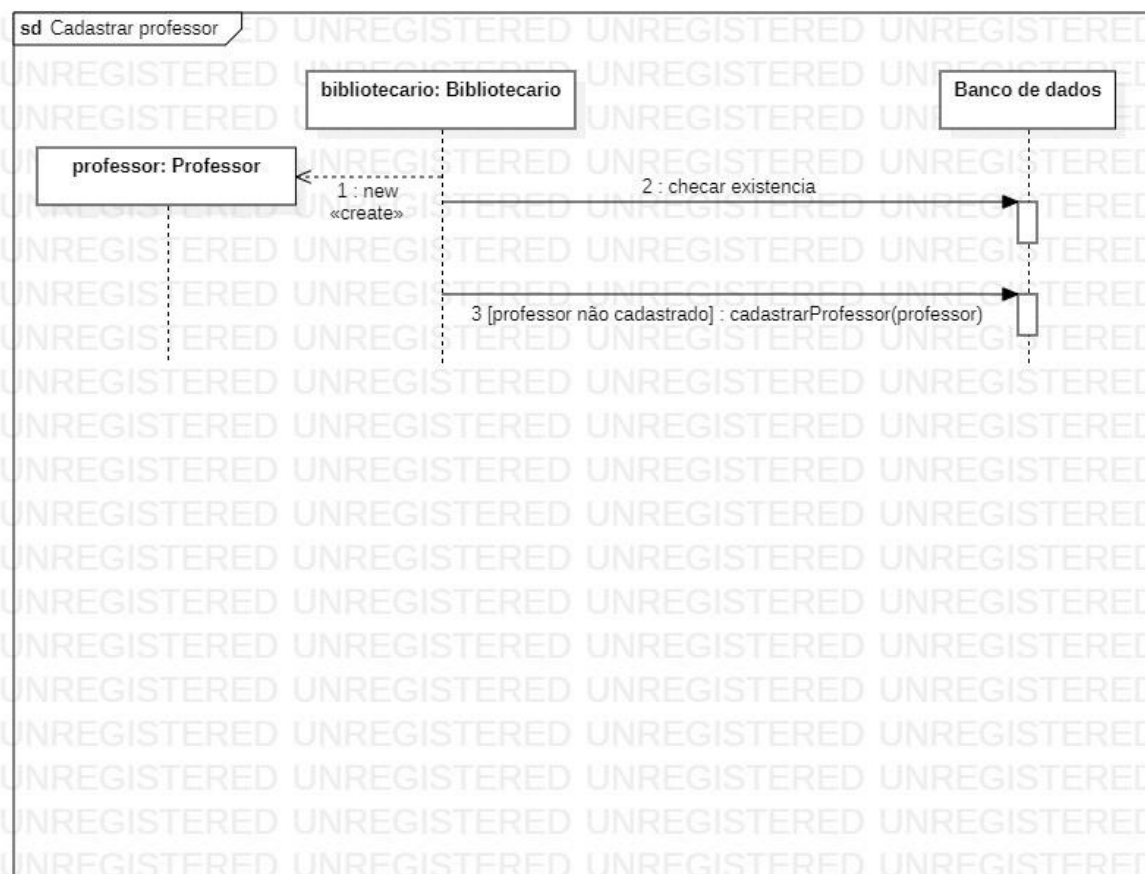 sd Cadastrar professor
bibliotecario: Bibliotecario
Banco de dados
professor: Professor
1 : new
«create»
2 : checar existencia
3 [professor não cadastrado] : cadastrarProfessor(professor)
UNREGISTERED